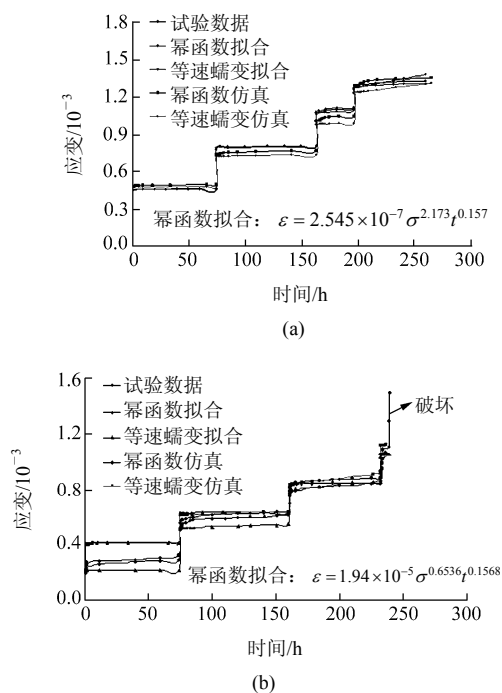 1.8
1.5
1.2
0.9
0.6
0.3
0.0
应变/10⁻³
试验数据
幂函数拟合
等速蠕变拟合
幂函数仿真
等速蠕变仿真
幂函数拟合： ε = 2.545×10⁻⁷ σ^2.173 t^0.157
0 50 100 150 200 250 300
时间/h
(a)
1.6
1.2
0.8
0.4
0.0
应变/10⁻³
试验数据
幂函数拟合
等速蠕变拟合
幂函数仿真
等速蠕变仿真
破坏
幂函数拟合： ε = 1.94×10⁻⁵ σ^0.6536 t^0.1568
0 50 100 150 200 250 300
时间/h
(b)